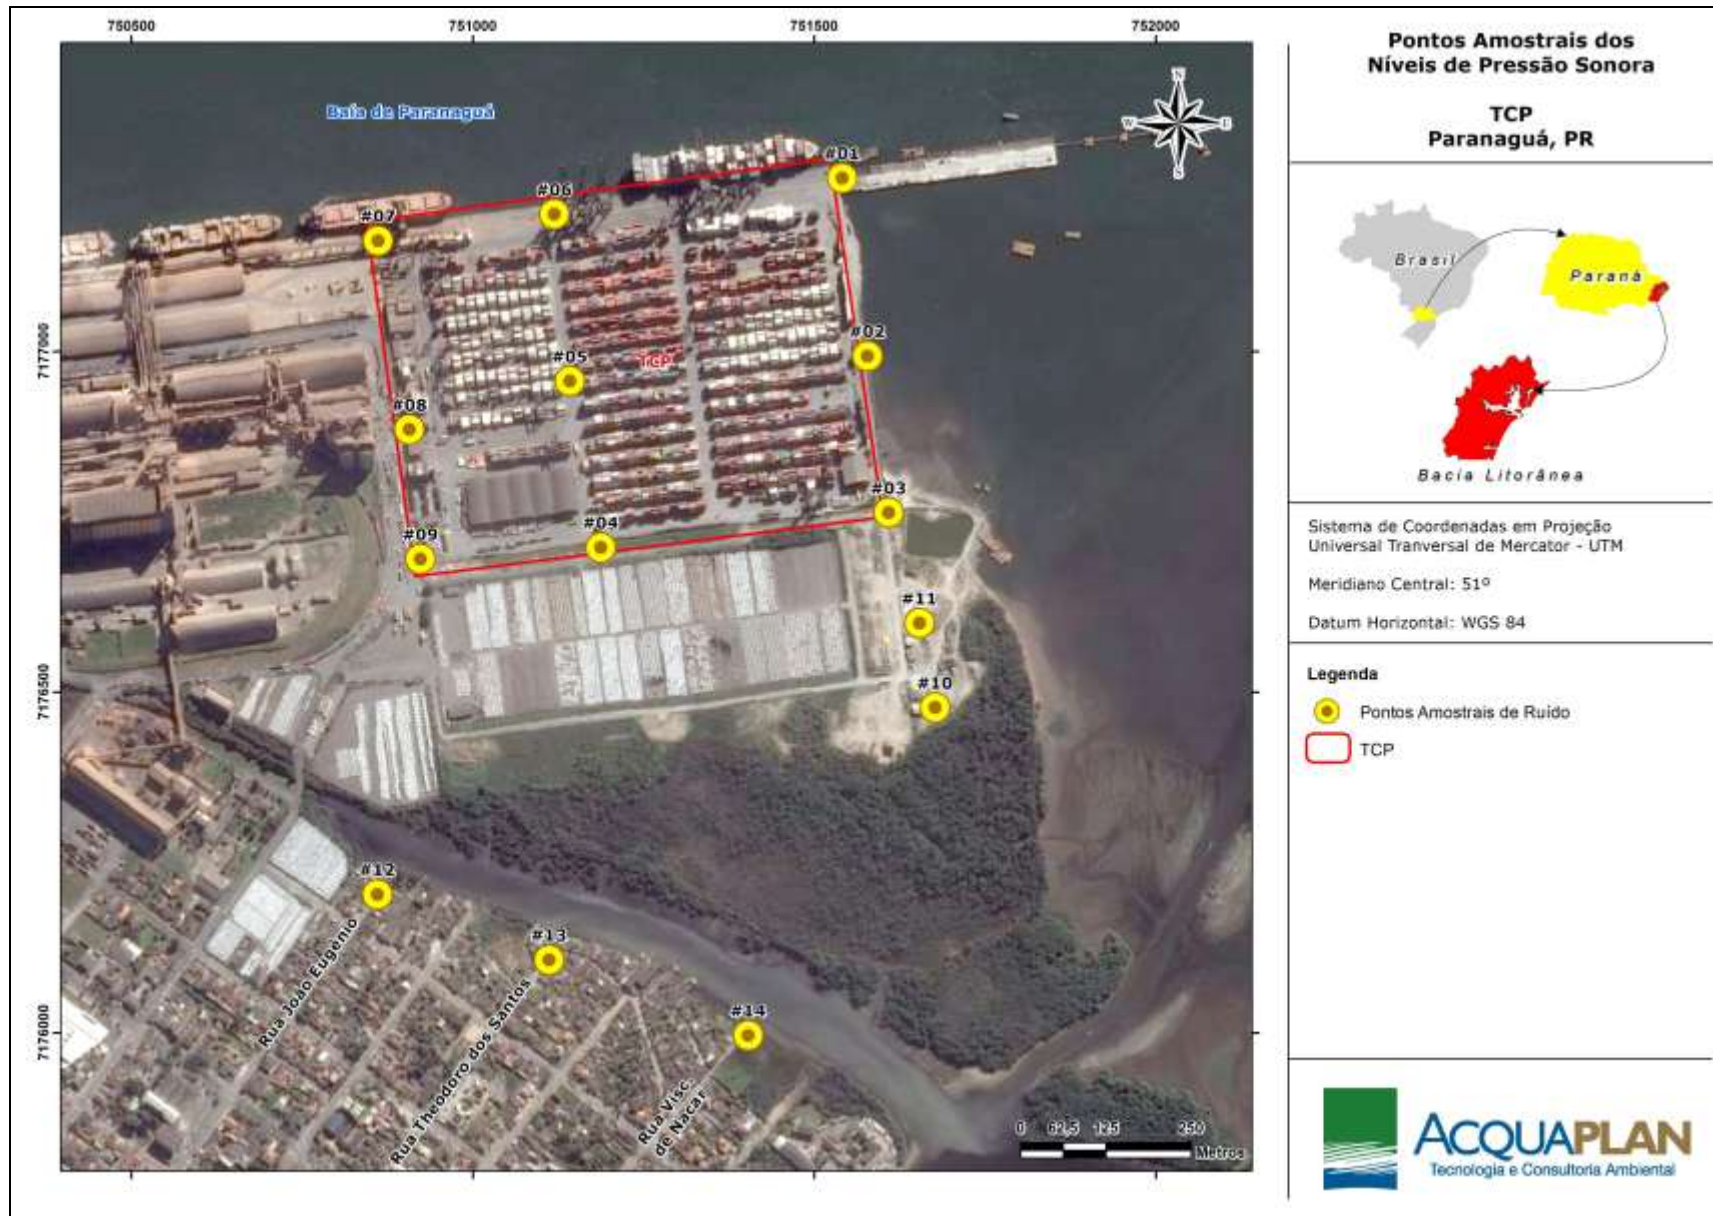 750500
751000
751500
752000
7177000
7176500
7176000
Baía de Paranaguá
N
W
E
S
#01
#06
#07
#02
#05
TCP
#08
#03
#04
#09
#11
#10
#12
#13
#14
Rua João Eugênio
Rua Theodoro dos Santos
Rua Visc.
de Nacar
0 62,5 125 250
Metros
Pontos Amostrais dos
Níveis de Pressão Sonora
TCP
Paranaguá, PR
Brasil
Paraná
Bacia Litorânea
Sistema de Coordenadas em Projeção
Universal Tranversal de Mercator - UTM
Meridiano Central: 51º
Datum Horizontal: WGS 84
Legenda
Pontos Amostrais de Ruído
TCP
ACQUAPLAN
Tecnologia e Consultoria Ambiental